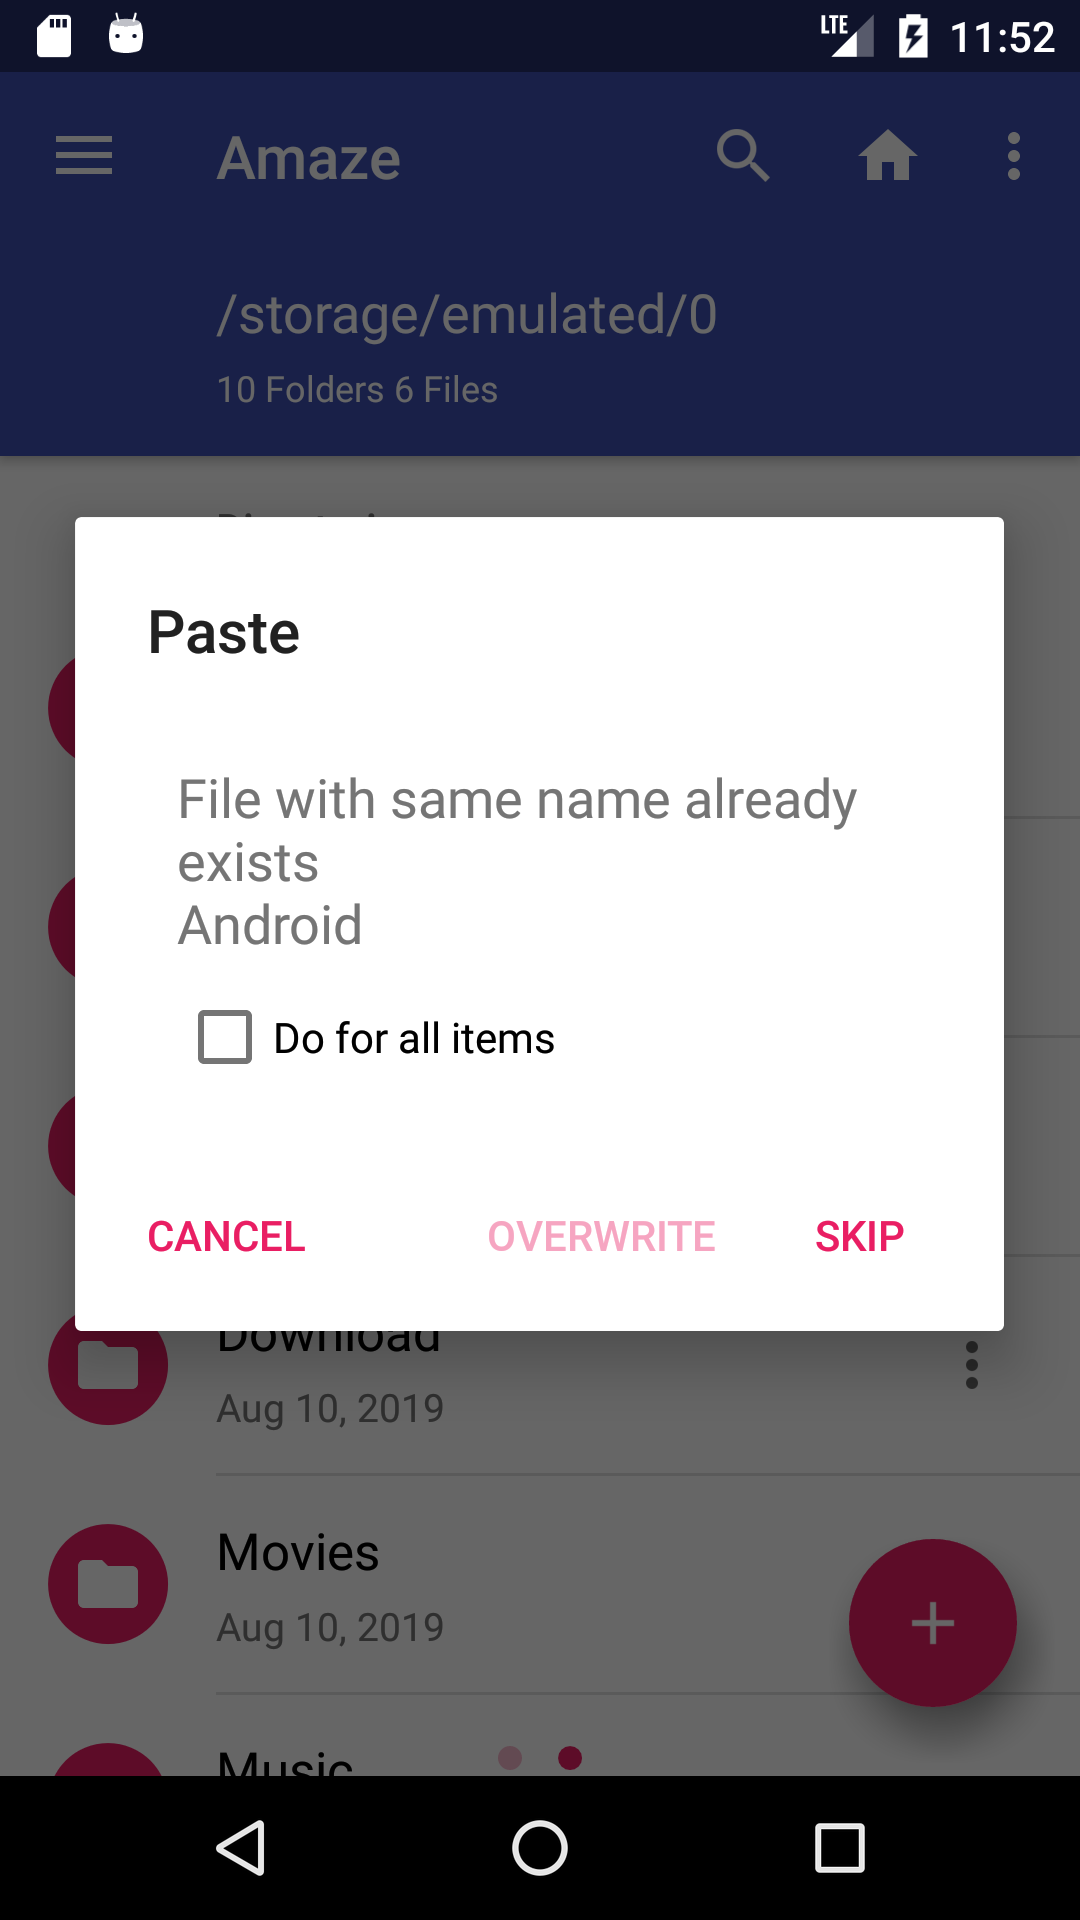 LTE 11:52
Amaze
/storage/emulated/0
10 Folders 6 Files
Paste
File with same name already
exists
Android
Do for all items
CANCEL OVERWRITE SKIP
Download
Aug 10, 2019
Movies
Aug 10, 2019
Music